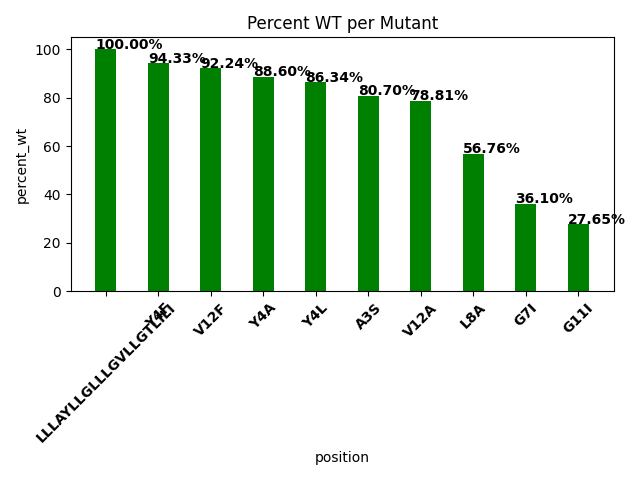 Percent WT per Mutant
percent_wt
100
80
60
40
20
0
100.00%
94.33%
92.24%
88.60%
86.34%
80.70%
78.81%
56.76%
36.10%
27.65%
LLLAYLLGLLLGVLLGTLILI
Y4F
V12F
Y4A
Y4L
A3S
V12A
L8A
G7I
G11I
position